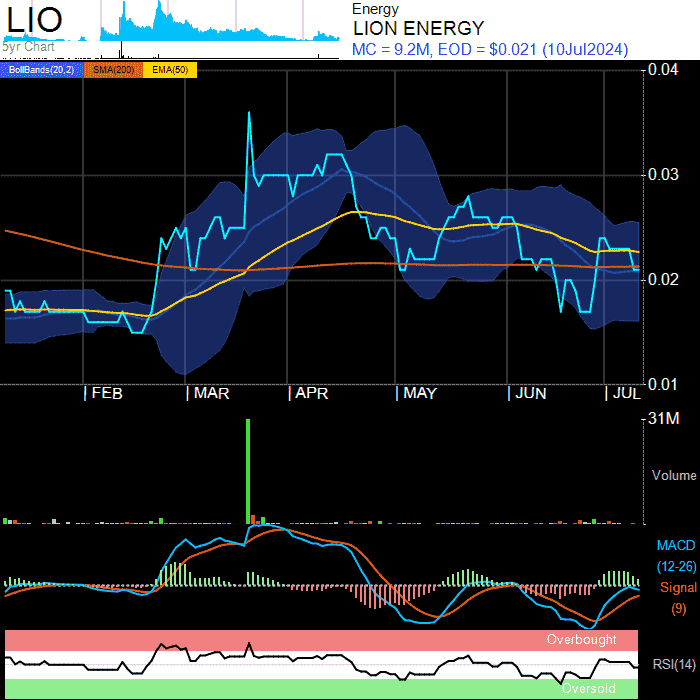 LIO
5yr Chart
Energy
LION ENERGY
MC = 9.2M, EOD = $0.021 (10Jul2024)
BollBands(20,2) SMA(200) EMA(50)
0.04
0.03
0.02
0.01
FEB MAR APR MAY JUN JUL
31M
Volume
MACD
(12-26)
Signal
(9)
Overbought
RSI(14)
Oversold